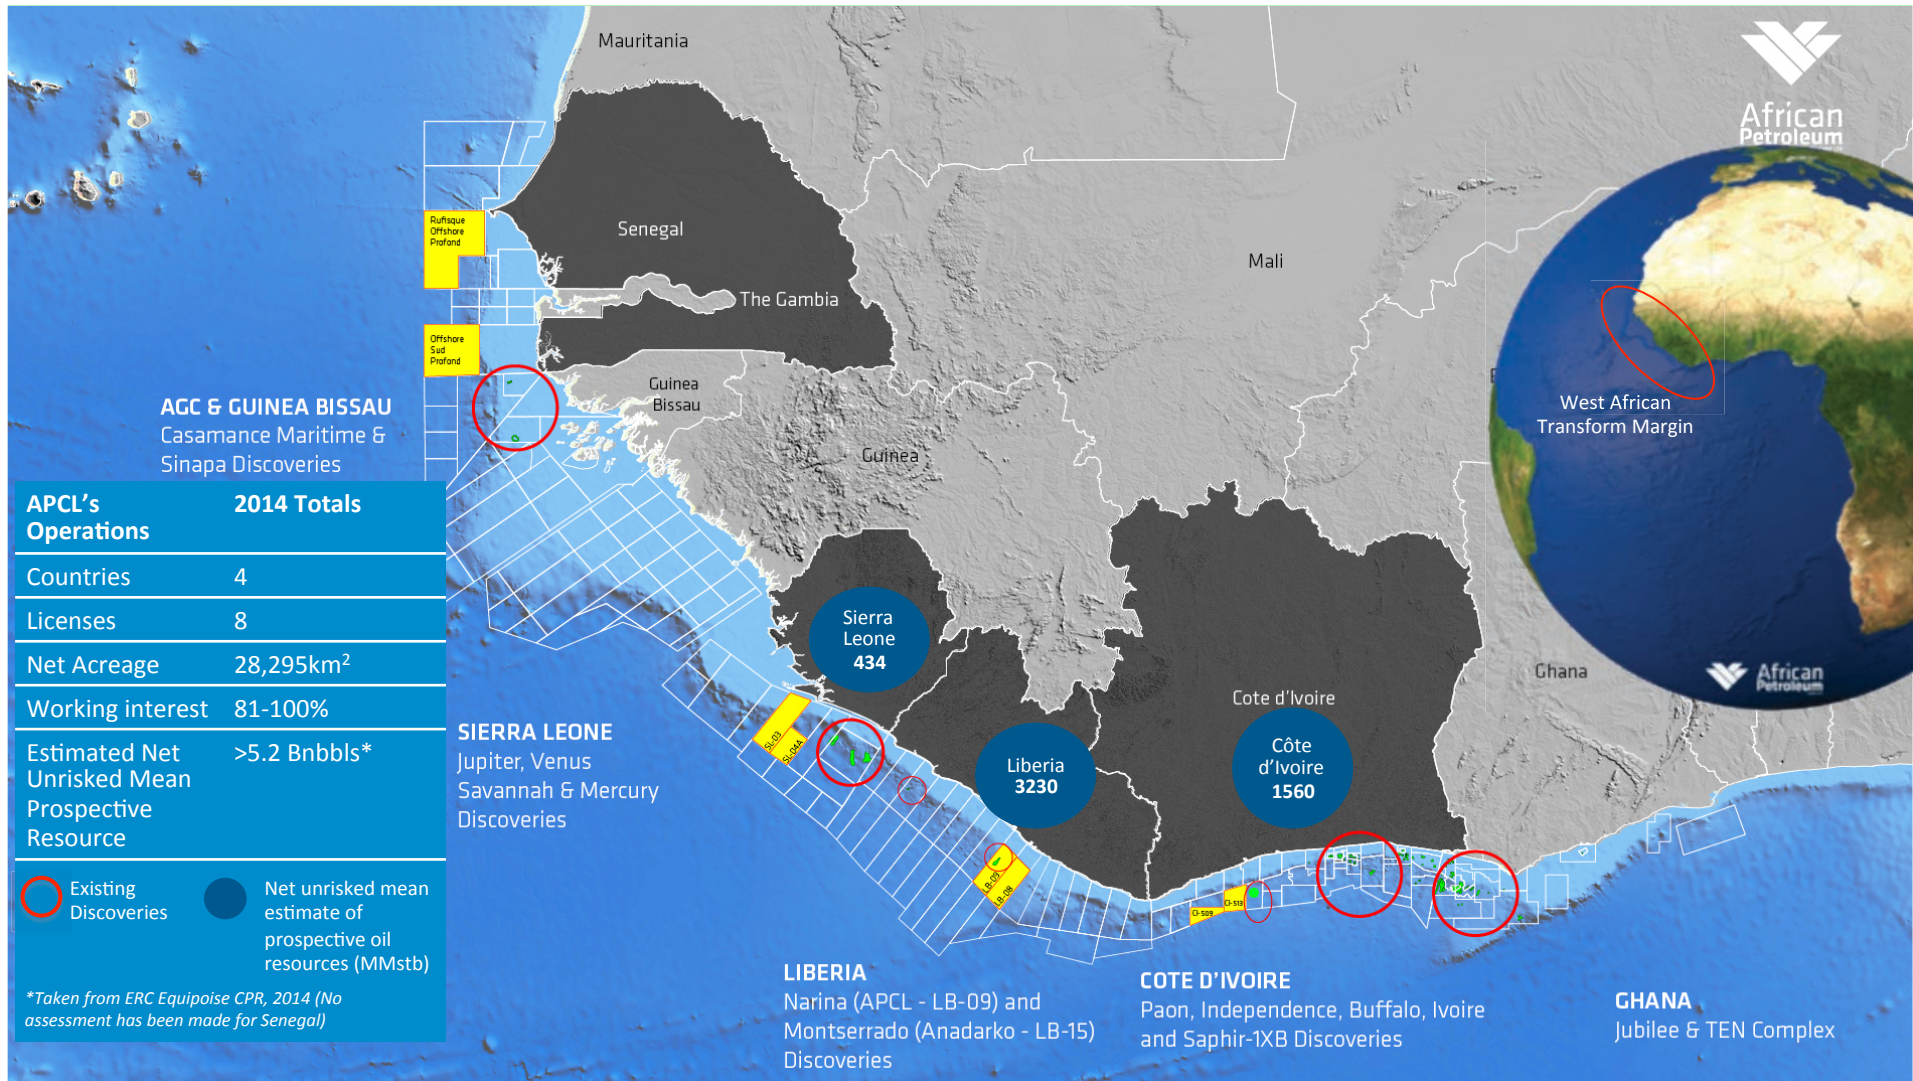 Mauritania
African
Petroleum
Rufisque
Offshore
Profond
Senegal
Mali
The Gambia
Offshore
Sud
Profond
Guinea
Bissau
West African
Transform Margin
AGC & GUINEA BISSAU
Casamance Maritime &
Sinapa Discoveries
Guinea
APCL's
Operations
2014 Totals
Countries
4
Licenses
8
Net Acreage
28,295km²
Working interest
81-100%
Estimated Net
Unrisked Mean
Prospective
Resource
>5.2 Bnbbls*
Existing
Discoveries
Net unrisked mean
estimate of
prospective oil
resources (MMstb)
*Taken from ERC Equipoise CPR, 2014 (No
assessment has been made for Senegal)
Sierra
Leone
434
Ghana
African
Petroleum
Cote d'Ivoire
SL-03
SL-04A
SIERRA LEONE
Jupiter, Venus
Savannah & Mercury
Discoveries
Liberia
3230
Côte
d'Ivoire
1560
LB-09
LB-08
CI-509
CI-513
LIBERIA
Narina (APCL - LB-09) and
Montserrado (Anadarko - LB-15)
Discoveries
COTE D'IVOIRE
Paon, Independence, Buffalo, Ivoire
and Saphir-1XB Discoveries
GHANA
Jubilee & TEN Complex